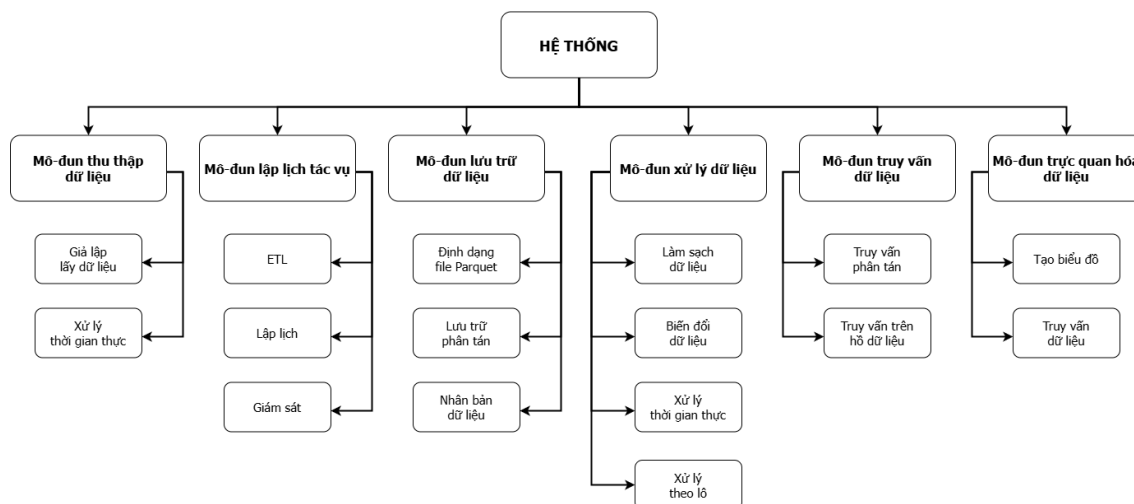 HỆ THỐNG
Mô-đun thu thập
dữ liệu
Mô-đun lập lịch tác vụ
Mô-đun lưu trữ
dữ liệu
Mô-đun xử lý dữ liệu
Mô-đun truy vấn
dữ liệu
Mô-đun trực quan hóa
dữ liệu
Giả lập
lấy dữ liệu
Xử lý
thời gian thực
ETL
Lập lịch
Giám sát
Định dạng
file Parquet
Lưu trữ
phân tán
Nhân bản
dữ liệu
Làm sạch
dữ liệu
Biến đổi
dữ liệu
Xử lý
thời gian thực
Xử lý
theo lô
Truy vấn
phân tán
Truy vấn trên
hồ dữ liệu
Tạo biểu đồ
Truy vấn
dữ liệu